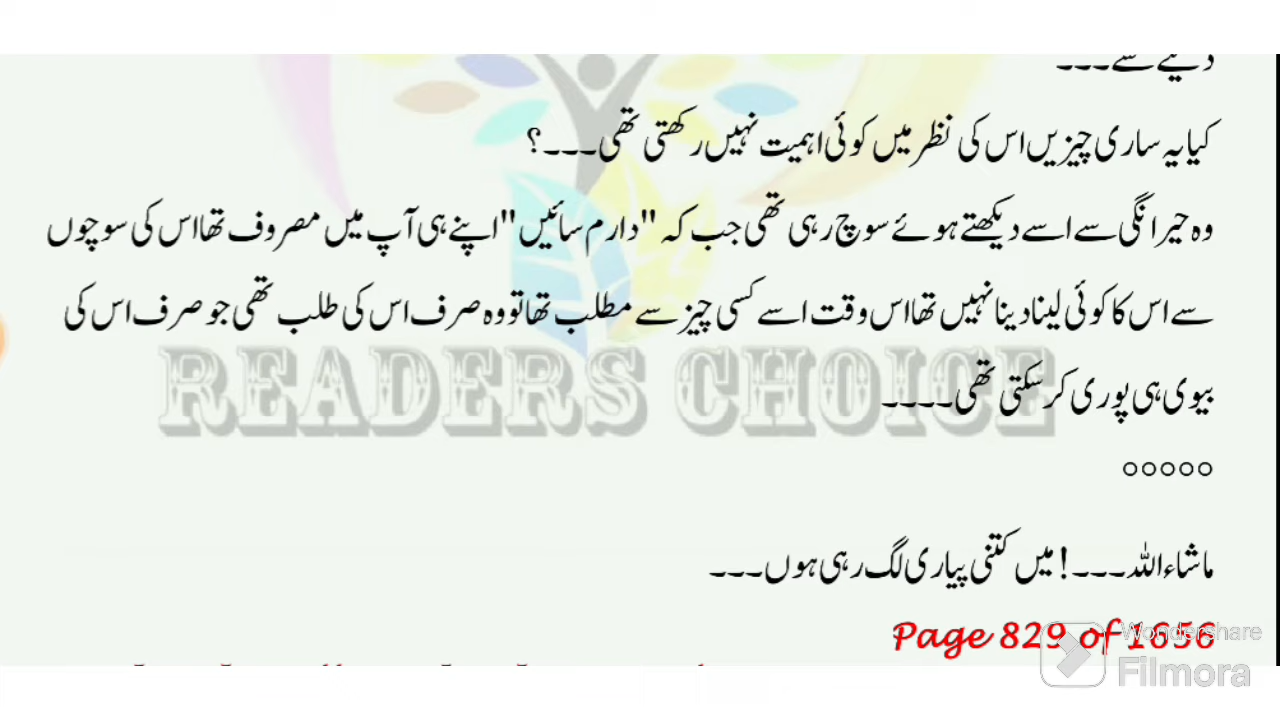 کیا یہ ساری چیزیں اس کی نظر میں کوئی اہمیت نہیں رکھتی تھی۔۔۔؟
وہ حیرانگی سے اسے دیکھتے ہوئے سوچ رہی تھی جب کہ "دارم سائیں" اپنے ہی آپ میں مصروف تھا اس کی سوچوں
سے اس کا کوئی لینا دینا نہیں تھا اس وقت اسے کسی چیز سے مطلب تھا تو وہ صرف اس کی طلب تھی جو صرف اس کی
بیوی ہی پوری کر سکتی تھی۔۔۔۔
READERS CHOICE
○○○○○
ماشاءاللہ۔۔۔! میں کتنی پیاری لگ رہی ہوں۔۔۔
Page 829 of 1656
Wondershare
Filmora